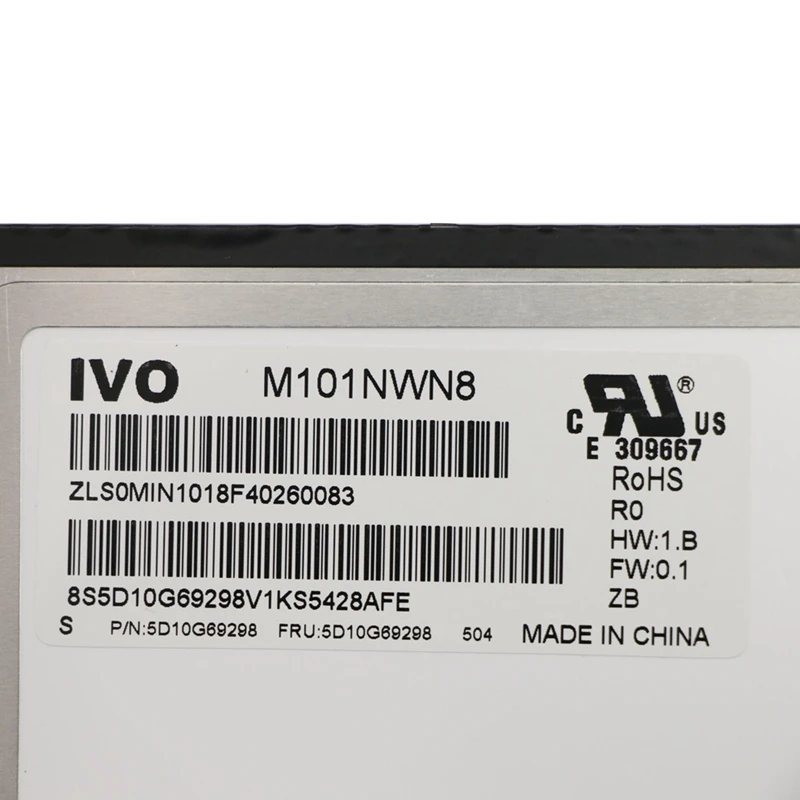 IVO M101NWN8
ZLS0MIN1018F40260083
8S5D10G69298V1KS5428AFE
S P/N:5D10G69298 FRU:5D10G69298 504 MADE IN CHINA
C RU ® US
E 309667
RoHS
R0
HW:1.B
FW:0.1
ZB